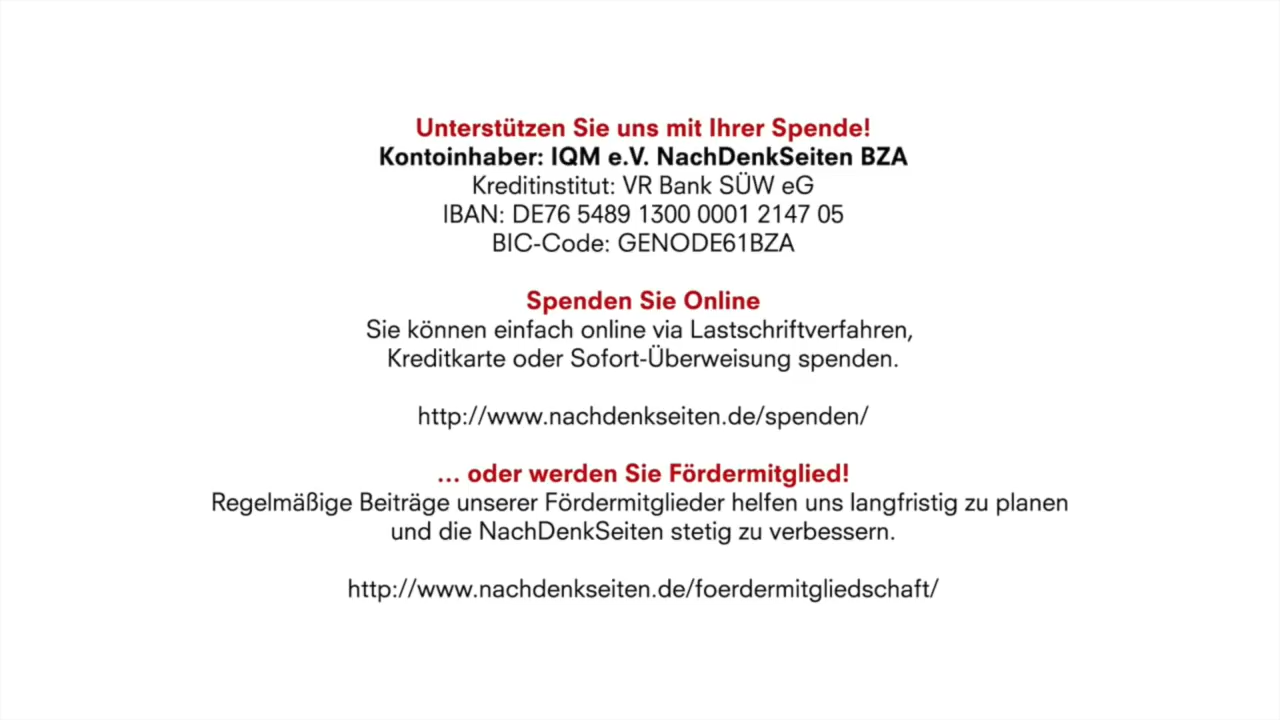 Unterstützen Sie uns mit Ihrer Spende!
Kontoinhaber: IQM e.V. NachDenkSeiten BZA
Kreditinstitut: VR Bank SÜW eG
IBAN: DE76 5489 1300 0001 2147 05
BIC-Code: GENODE61BZA
Spenden Sie Online
Sie können einfach online via Lastschriftverfahren,
Kreditkarte oder Sofort-Überweisung spenden.
http://www.nachdenkseiten.de/spenden/
... oder werden Sie Fördermitglied!
Regelmäßige Beiträge unserer Fördermitglieder helfen uns langfristig zu planen
und die NachDenkSeiten stetig zu verbessern.
http://www.nachdenkseiten.de/foerdermitgliedschaft/